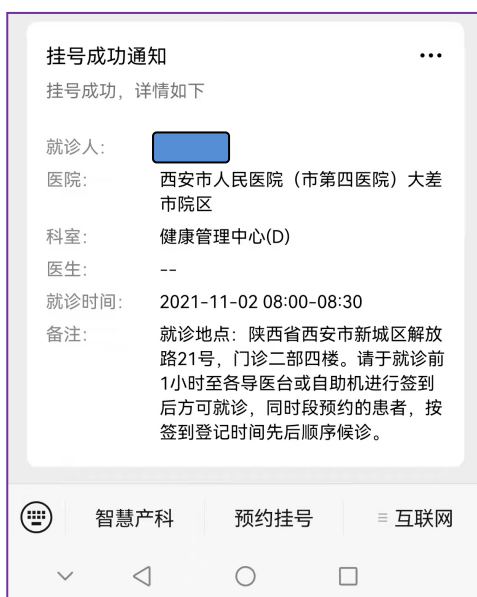 挂号成功通知
挂号成功，详情如下
就诊人:
医院: 西安市人民医院（市第四医院）大差
市院区
科室: 健康管理中心(D)
医生: --
就诊时间: 2021-11-02 08:00-08:30
备注: 就诊地点：陕西省西安市新城区解放
路21号，门诊二部四楼。请于就诊前
1小时至各导医台或自助机进行签到
后方可就诊，同时段预约的患者，按
签到登记时间先后顺序候诊。
智慧产科 预约挂号 互联网